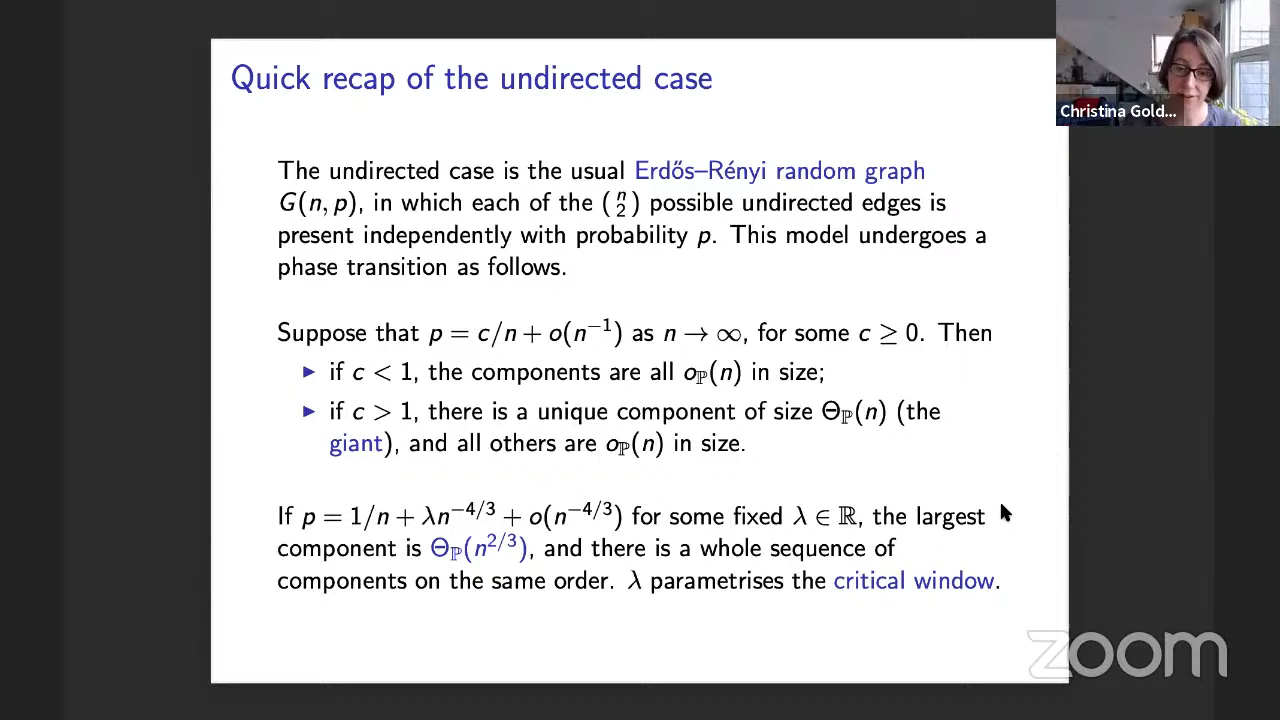 Quick recap of the undirected case
Christina Gold...
The undirected case is the usual Erdős–Rényi random graph
G(n, p), in which each of the (n 2) possible undirected edges is
present independently with probability p. This model undergoes a
phase transition as follows.
Suppose that p = c/n + o(n⁻¹) as n → ∞, for some c ≥ 0. Then
▶ if c < 1, the components are all o_ℙ(n) in size;
▶ if c > 1, there is a unique component of size Θ_ℙ(n) (the
giant), and all others are o_ℙ(n) in size.
If p = 1/n + λn^{−4/3} + o(n^{−4/3}) for some fixed λ ∈ ℝ, the largest
component is Θ_ℙ(n^{2/3}), and there is a whole sequence of
components on the same order. λ parametrises the critical window.
zoom